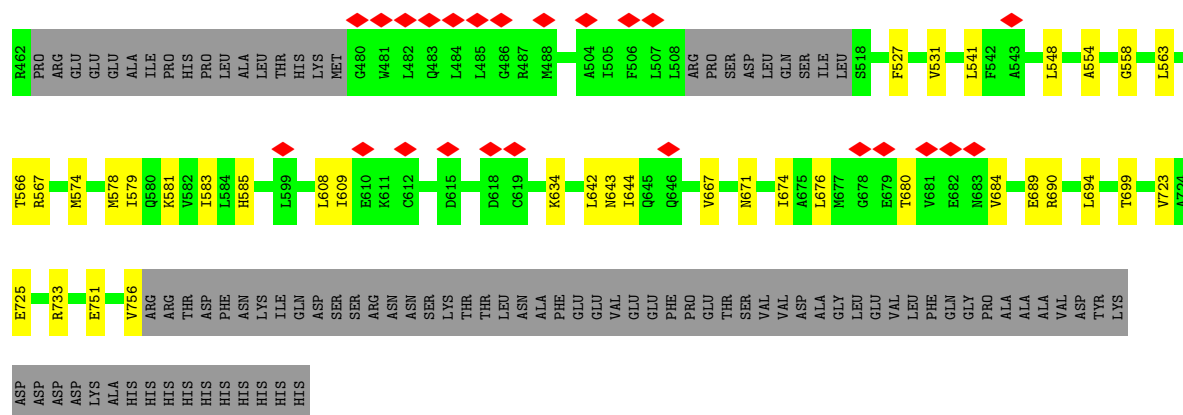 R462 PRO ARG GLU GLU GLU ALA ILE PRO HIS PRO LEU ALA LEU THR HIS LYS MET G480 W481 L482 Q483 L484 L485 G486 R487 M488 A504 I505 F506 L507 L508 ARG PRO SER ASP LEU GLN SER ILE LEU S518 F527 V531 L541 F542 A543 L548 A554 G558 L563
T566 R567 M574 M578 I579 Q580 K581 V582 I583 L584 H585 L599 L608 I609 E610 K611 C612 D615 D618 C619 K634 L642 N643 I644 Q645 Q646 V667 N671 I674 A675 L676 M677 G678 E679 T680 V681 E682 N683 V684 E689 R690 L694 T699 V723 A724
E725 R733 E751 V756 ARG ARG THR ASP PHE ASN LYS ILE GLN ASP SER SER ARG ASN ASN SER LYS THR THR LEU ASN ALA PHE GLU GLU VAL GLU GLU PHE PRO GLU THR SER VAL VAL ASP ALA GLY LEU GLU VAL LEU PHE GLN GLY PRO ALA ALA ALA VAL ASP TYR LYS
ASP ASP ASP ASP LYS ALA HIS HIS HIS HIS HIS HIS HIS HIS HIS HIS